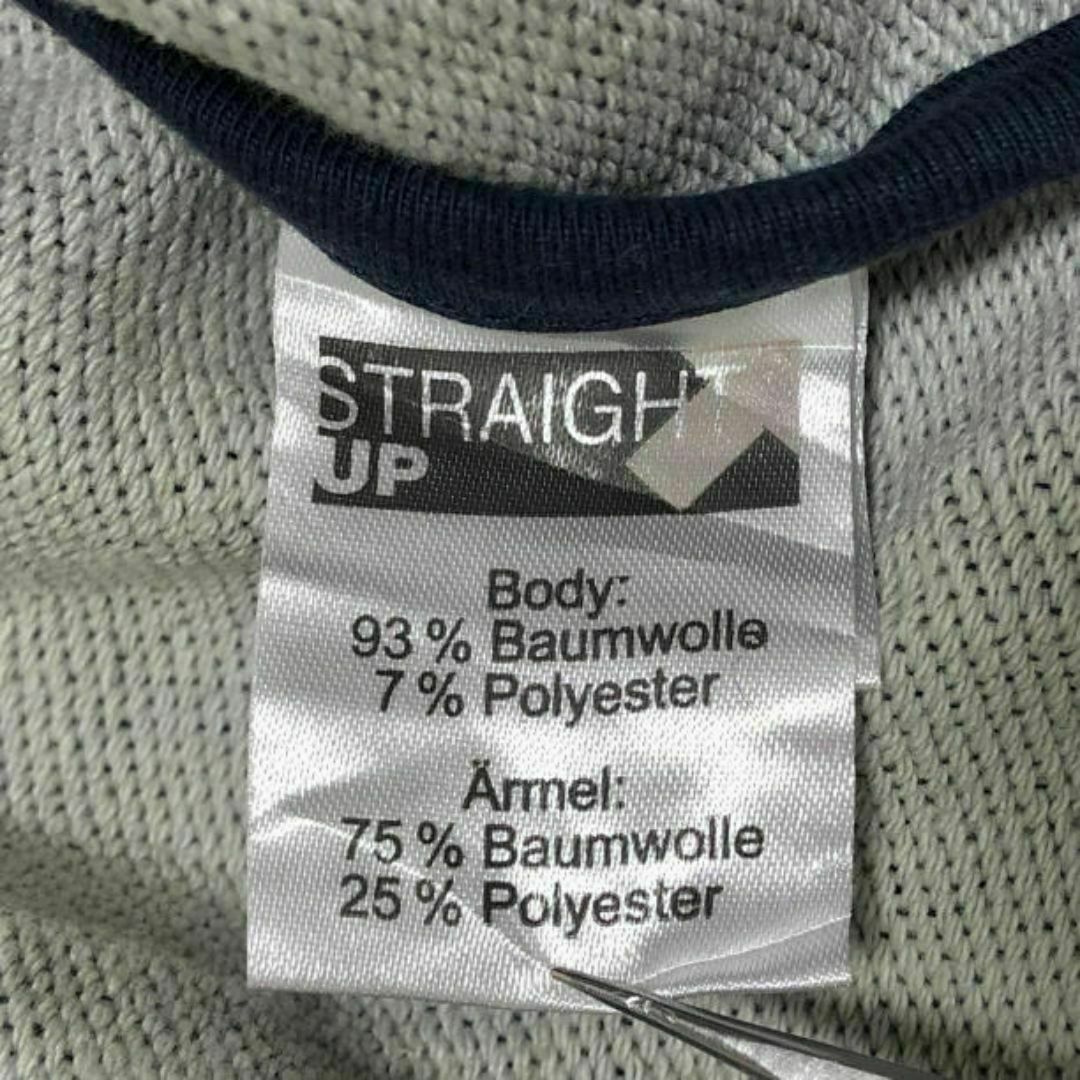 STRAIGHT
UP
Body:
93 % Baumwolle
7 % Polyester
Ärmel:
75 % Baumwolle
25 % Polyester